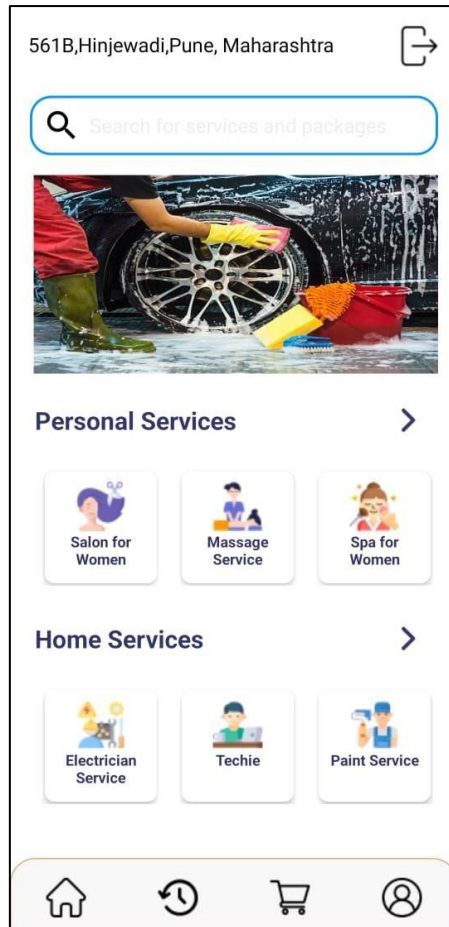 561B,Hinjewadi,Pune, Maharashtra
Search for services and packages
Personal Services
Salon for
Women
Massage
Service
Spa for
Women
Home Services
Electrician
Service
Techie
Paint Service